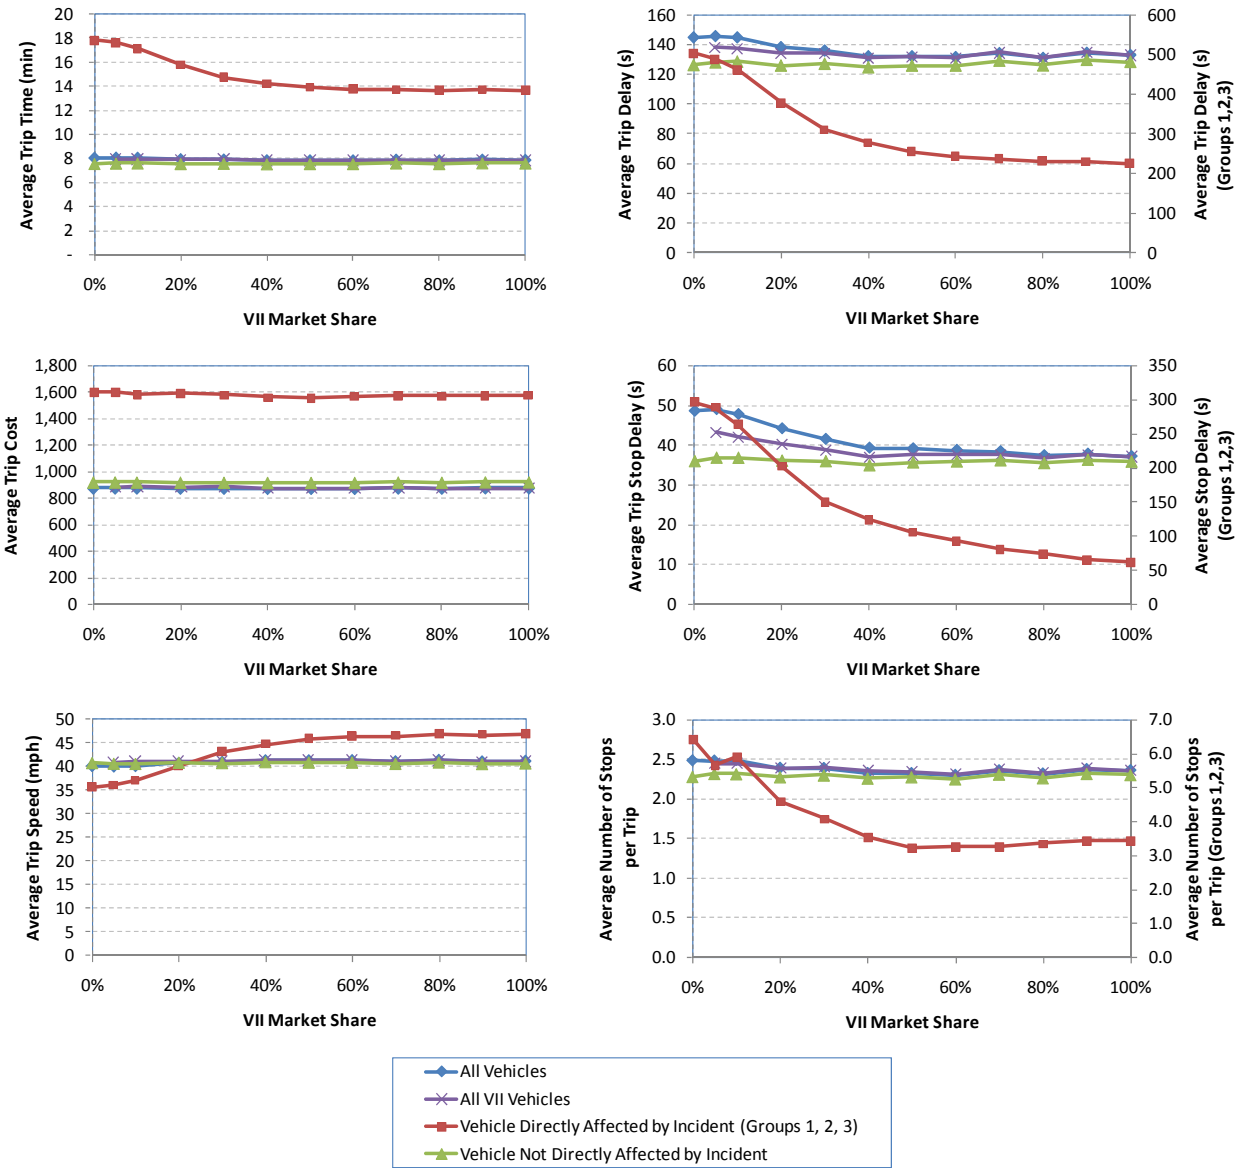 20
18
16
14
12
10
8
6
4
2
-
Average Trip Time (min)
0% 20% 40% 60% 80% 100%
VII Market Share
160
140
120
100
80
60
40
20
0
Average Trip Delay (s)
600
500
400
300
200
100
0
Average Trip Delay (s)
(Groups 1,2,3)
0% 20% 40% 60% 80% 100%
VII Market Share
1,800
1,600
1,400
1,200
1,000
800
600
400
200
0
Average Trip Cost
0% 20% 40% 60% 80% 100%
VII Market Share
60
50
40
30
20
10
0
Average Trip Stop Delay (s)
350
300
250
200
150
100
50
0
Average Stop Delay (s)
(Groups 1,2,3)
0% 20% 40% 60% 80% 100%
VII Market Share
50
45
40
35
30
25
20
15
10
5
0
Average Trip Speed (mph)
0% 20% 40% 60% 80% 100%
VII Market Share
3.0
2.5
2.0
1.5
1.0
0.5
0.0
Average Number of Stops
per Trip
7.0
6.0
5.0
4.0
3.0
2.0
1.0
0.0
Average Number of Stops
per Trip (Groups 1,2,3)
0% 20% 40% 60% 80% 100%
VII Market Share
All Vehicles
All VII Vehicles
Vehicle Directly Affected by Incident (Groups 1, 2, 3)
Vehicle Not Directly Affected by Incident